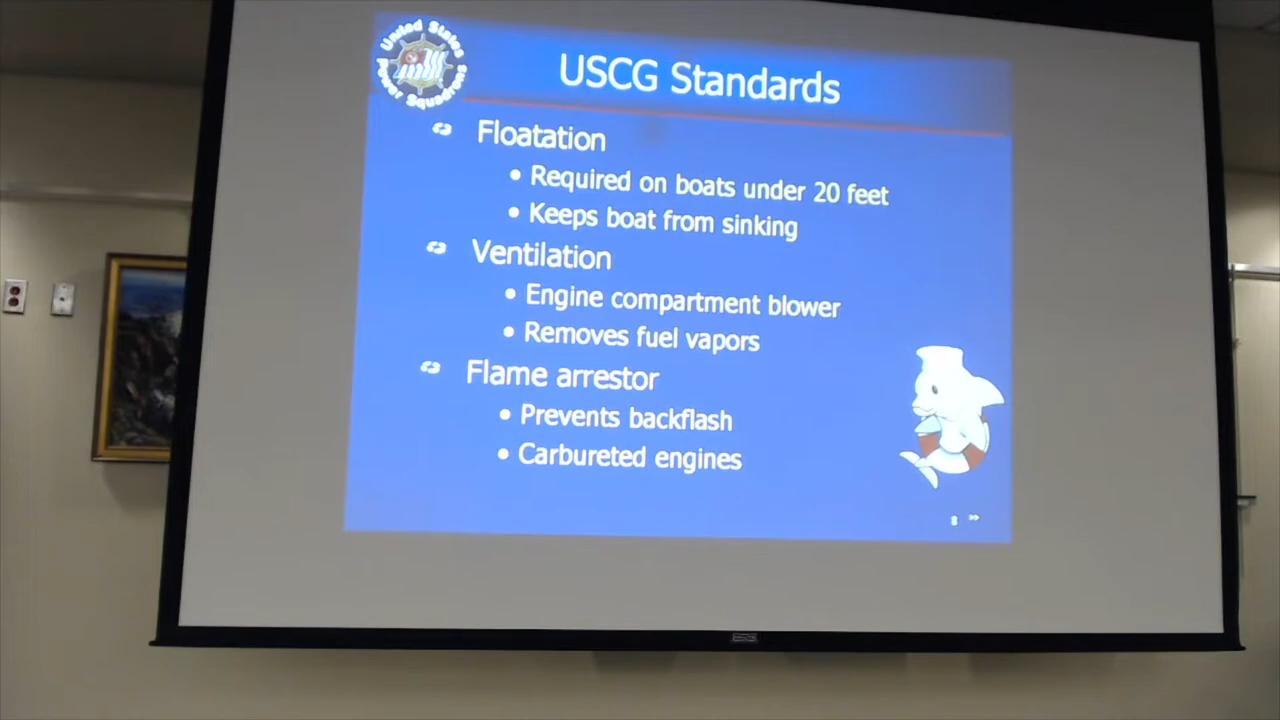 United States
Power Squadrons
USCG Standards
Floatation
• Required on boats under 20 feet
• Keeps boat from sinking
Ventilation
• Engine compartment blower
• Removes fuel vapors
Flame arrestor
• Prevents backflash
• Carbureted engines
8